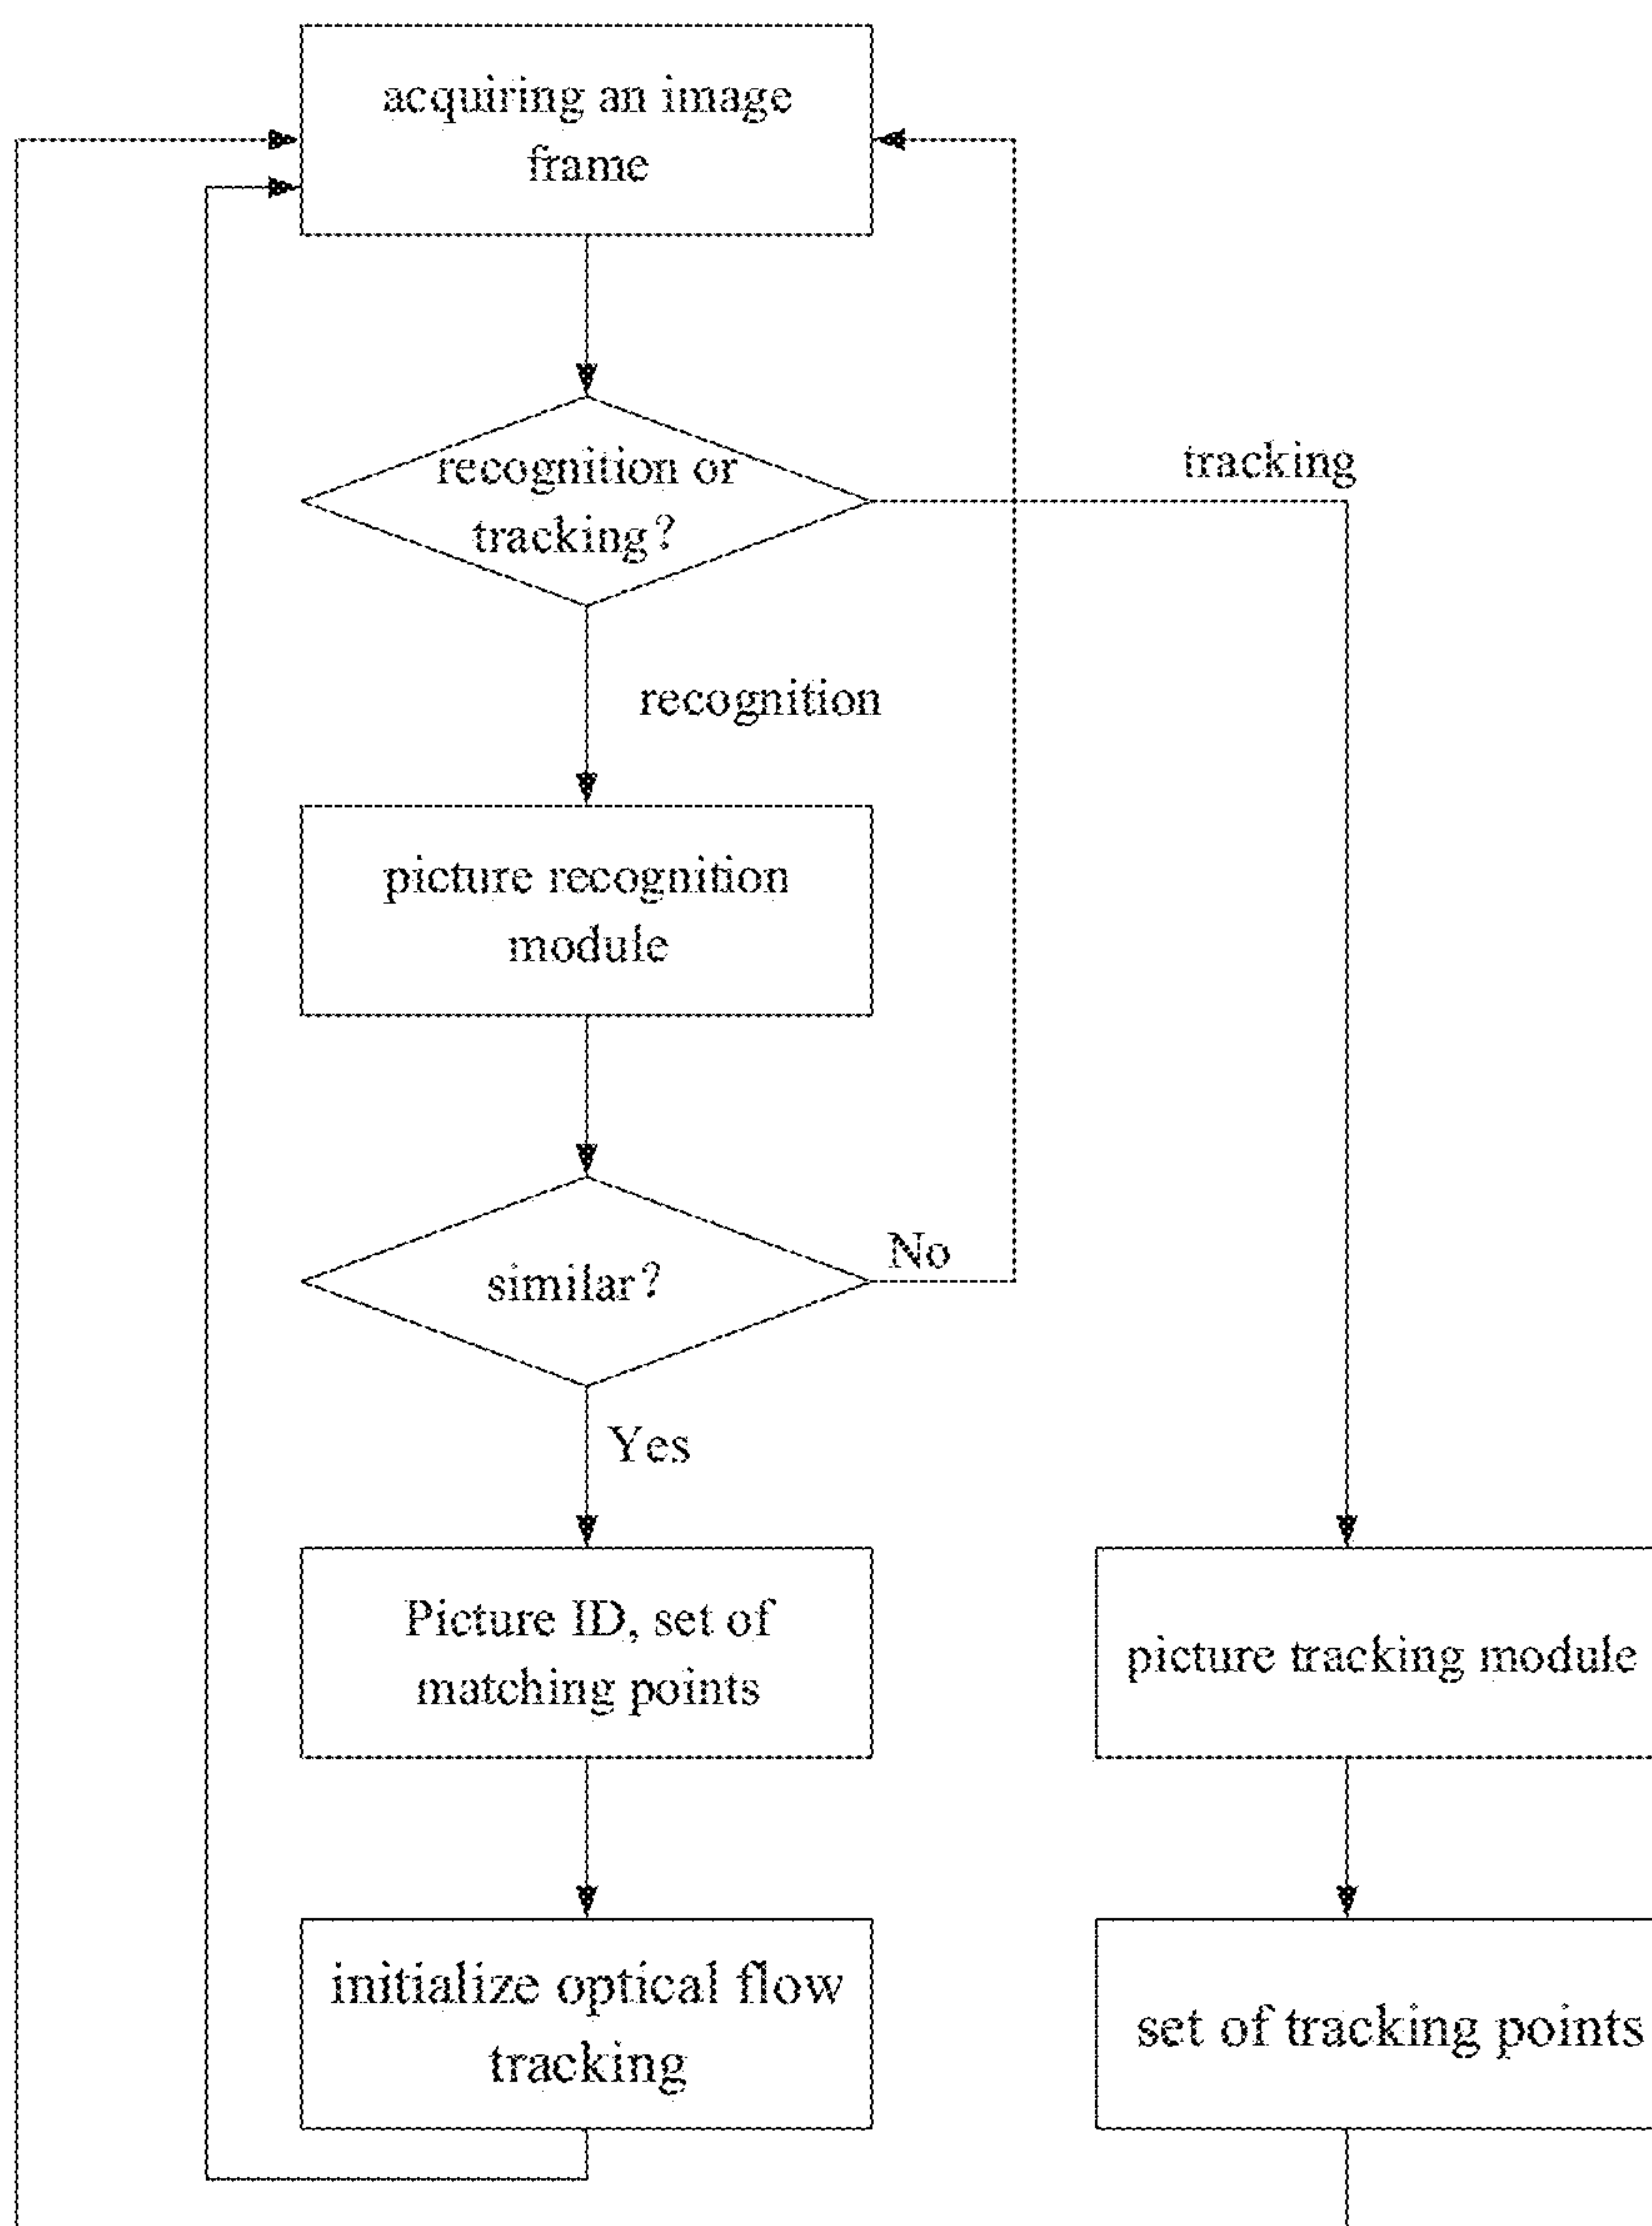 acquiring an image
frame
recognition or
tracking?
tracking
recognition
picture recognition
module
similar?
No
Yes
Picture ID, set of
matching points
picture tracking module
initialize optical flow
tracking
set of tracking points